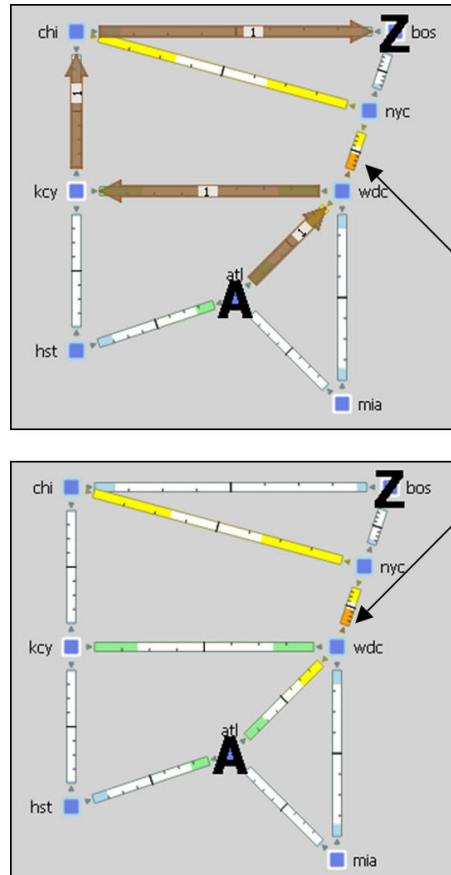 chi 1 Z bos
nyc
1
kcy 1 wdc
1
atl
A
hst
mia
chi Z bos
nyc
kcy wdc
atl
A
hst
mia